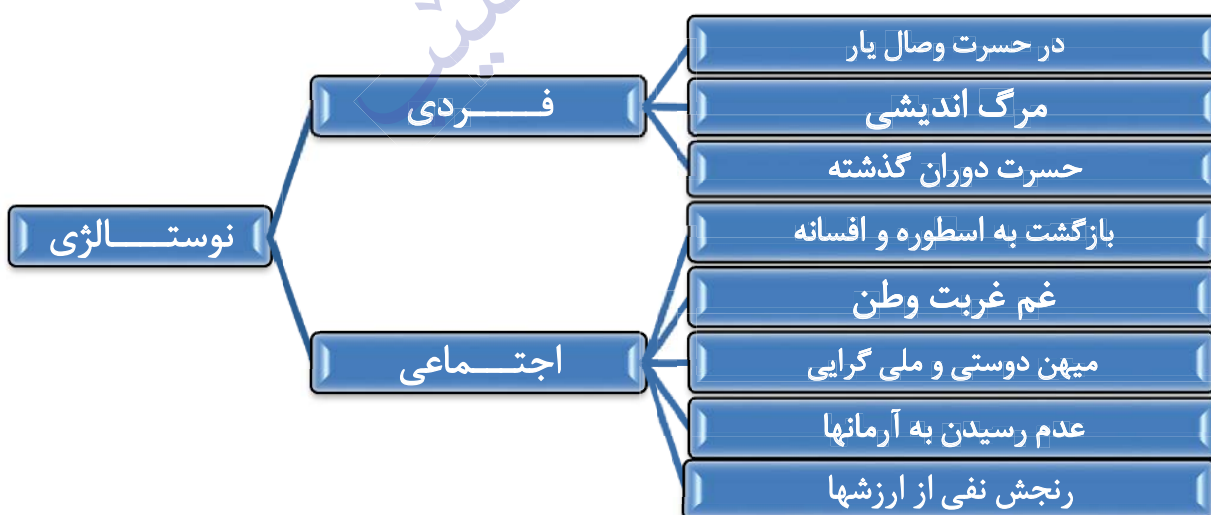 نوستالژی
فردی
در حسرت وصال یار
مرگ اندیشی
حسرت دوران گذشته
اجتماعی
بازگشت به اسطوره و افسانه
غم غربت وطن
میهن دوستی و ملی گرایی
عدم رسیدن به آرمانها
رنجش نفی از ارزشها